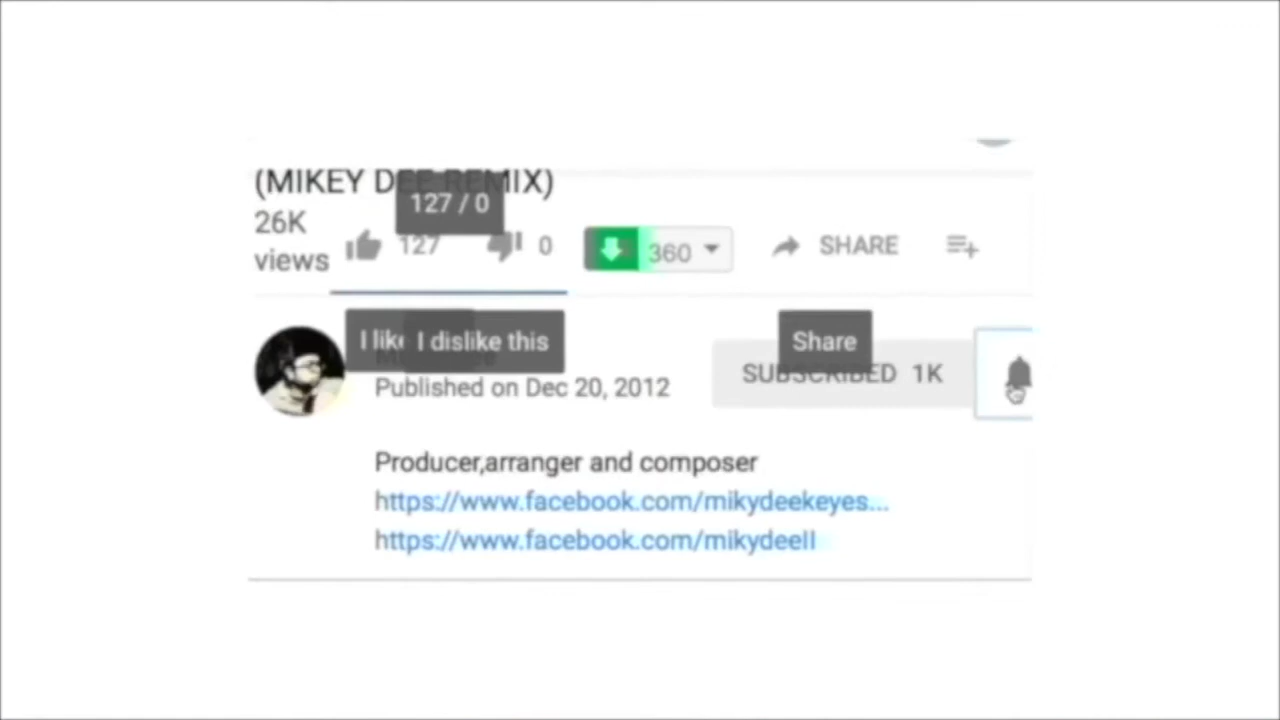 (MIKEY DEE REMIX)
127 / 0
26K
views
127
0
360
SHARE
I like
I dislike this
Share
Published on Dec 20, 2012
SUBSCRIBED 1K
Producer,arranger and composer
https://www.facebook.com/mikydeekeyes...
https://www.facebook.com/mikydeell